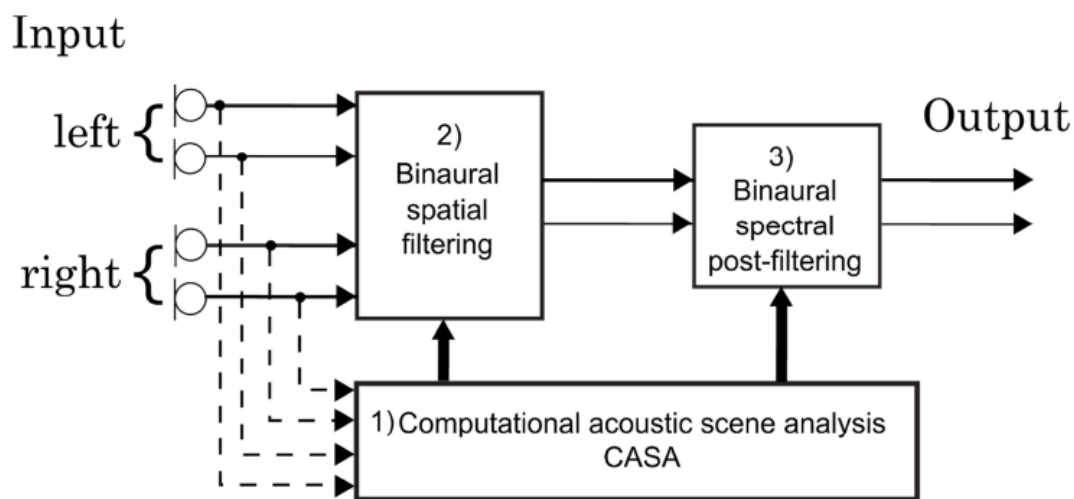 Input
left {
right {
2)
Binaural
spatial
filtering
3)
Binaural
spectral
post-filtering
Output
1) Computational acoustic scene analysis
CASA